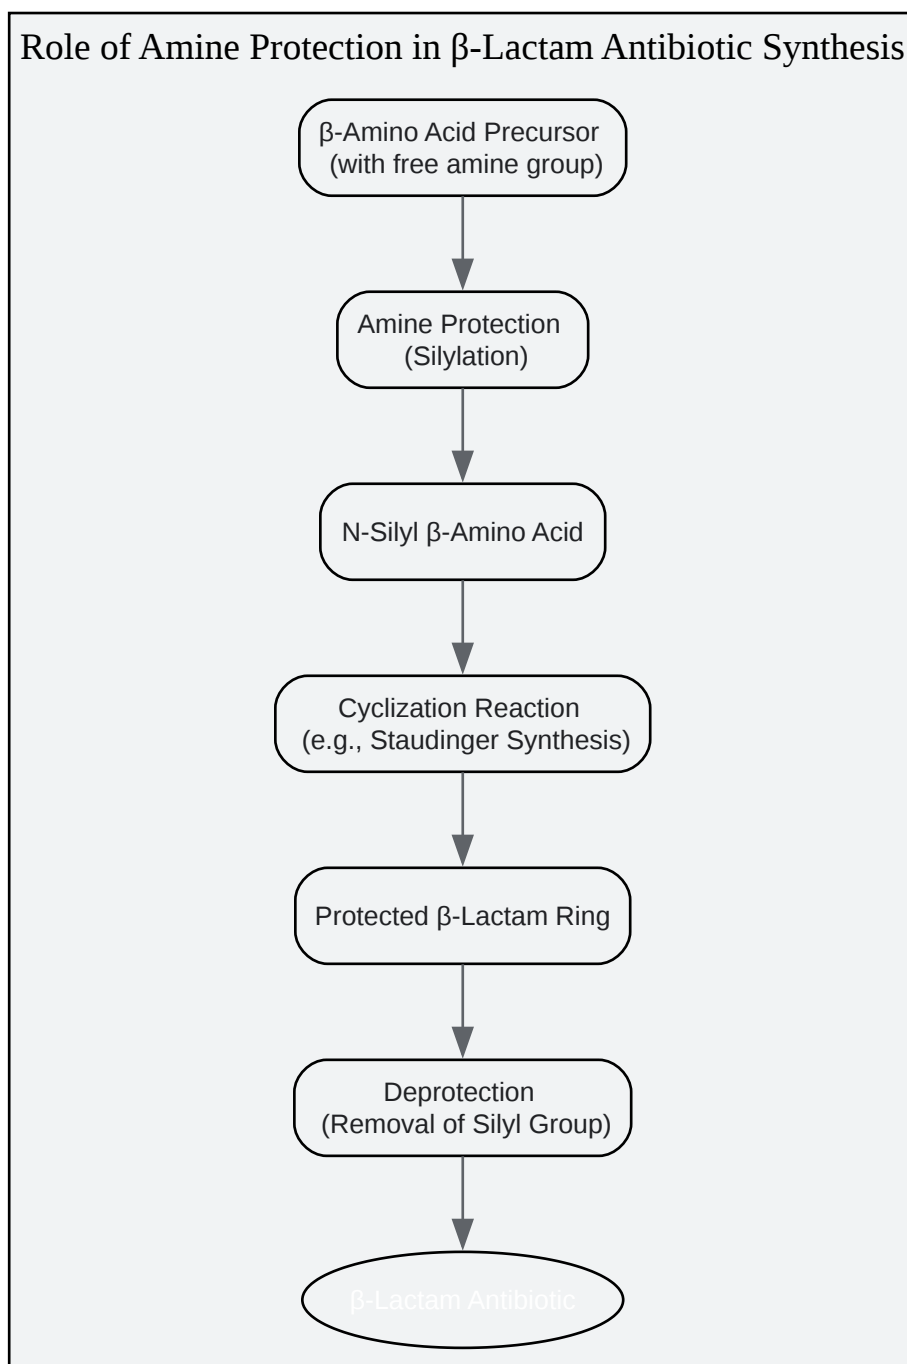 Role of Amine Protection in β-Lactam Antibiotic Synthesis
β-Amino Acid Precursor
(with free amine group)
Amine Protection
(Silylation)
N-Silyl β-Amino Acid
Cyclization Reaction
(e.g., Staudinger Synthesis)
Protected β-Lactam Ring
Deprotection
(Removal of Silyl Group)
β-Lactam Antibiotic